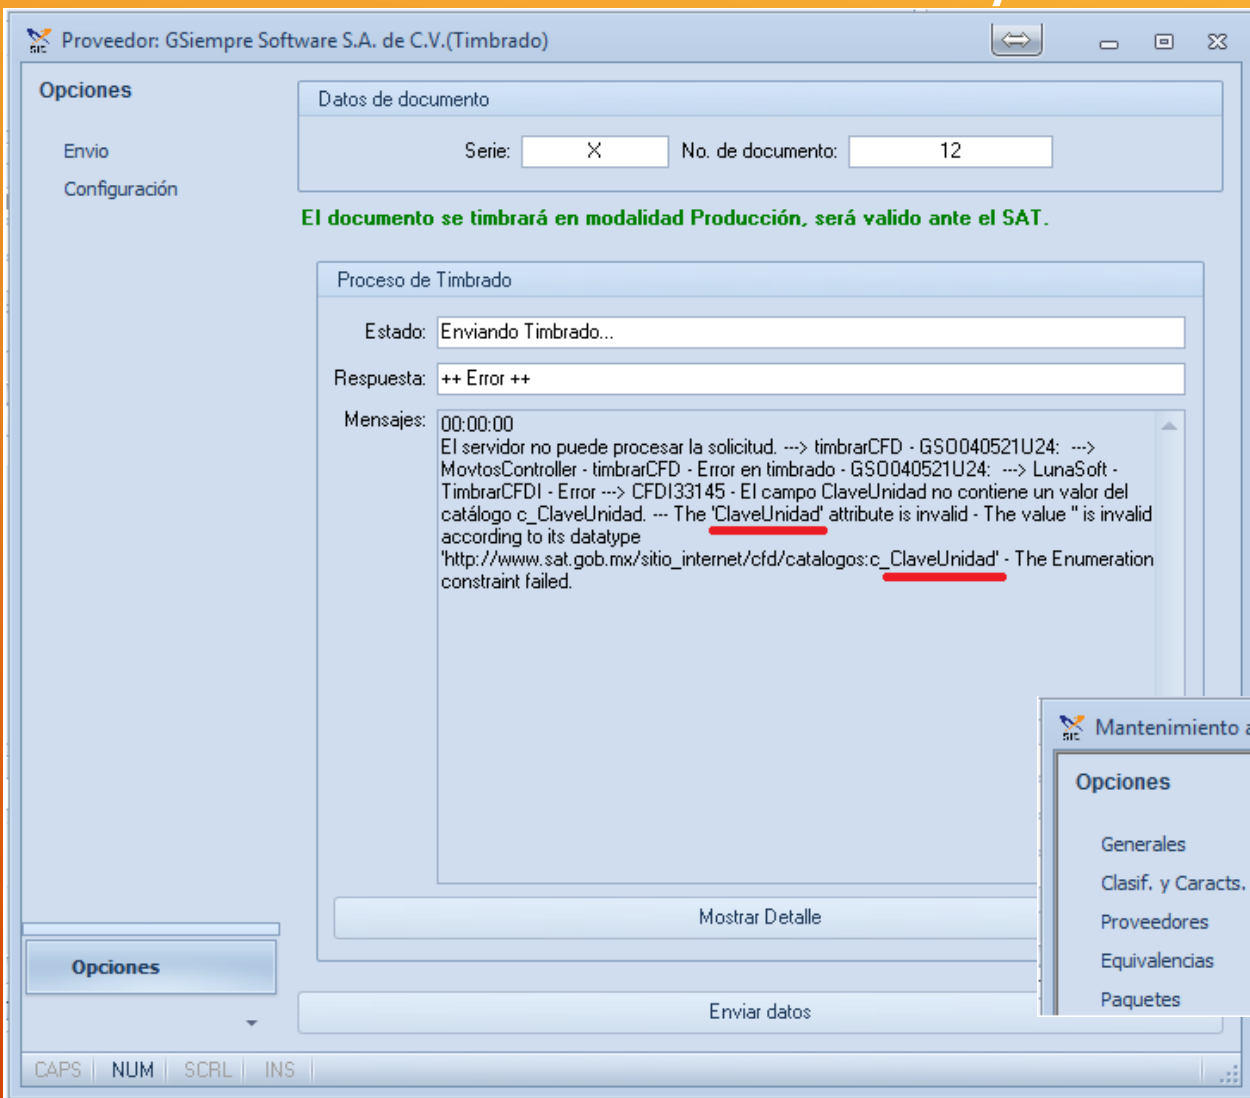 SIC Proveedor: GSiempre Software S.A. de C.V.(Timbrado)
Opciones
Envio
Configuración
Datos de documento
Serie: X No. de documento: 12
El documento se timbrará en modalidad Producción, será valido ante el SAT.
Proceso de Timbrado
Estado: Enviando Timbrado...
Respuesta: ++ Error ++
Mensajes: 00:00:00
El servidor no puede procesar la solicitud. ---> timbrarCFD - GSO040521U24: --->
MovtosController - timbrarCFD - Error en timbrado - GSO040521U24: ---> LunaSoft -
TimbrarCFDI - Error ---> CFDI33145 - El campo ClaveUnidad no contiene un valor del
catálogo c_ClaveUnidad. --- The 'ClaveUnidad' attribute is invalid - The value '' is invalid
according to its datatype
'http://www.sat.gob.mx/sitio_internet/cfd/catalogos:c_ClaveUnidad' - The Enumeration
constraint failed.
Mostrar Detalle
Enviar datos
Opciones
CAPS NUM SCRL INS
SIC Mantenimiento a
Opciones
Generales
Clasif. y Caracts.
Proveedores
Equivalencias
Paquetes